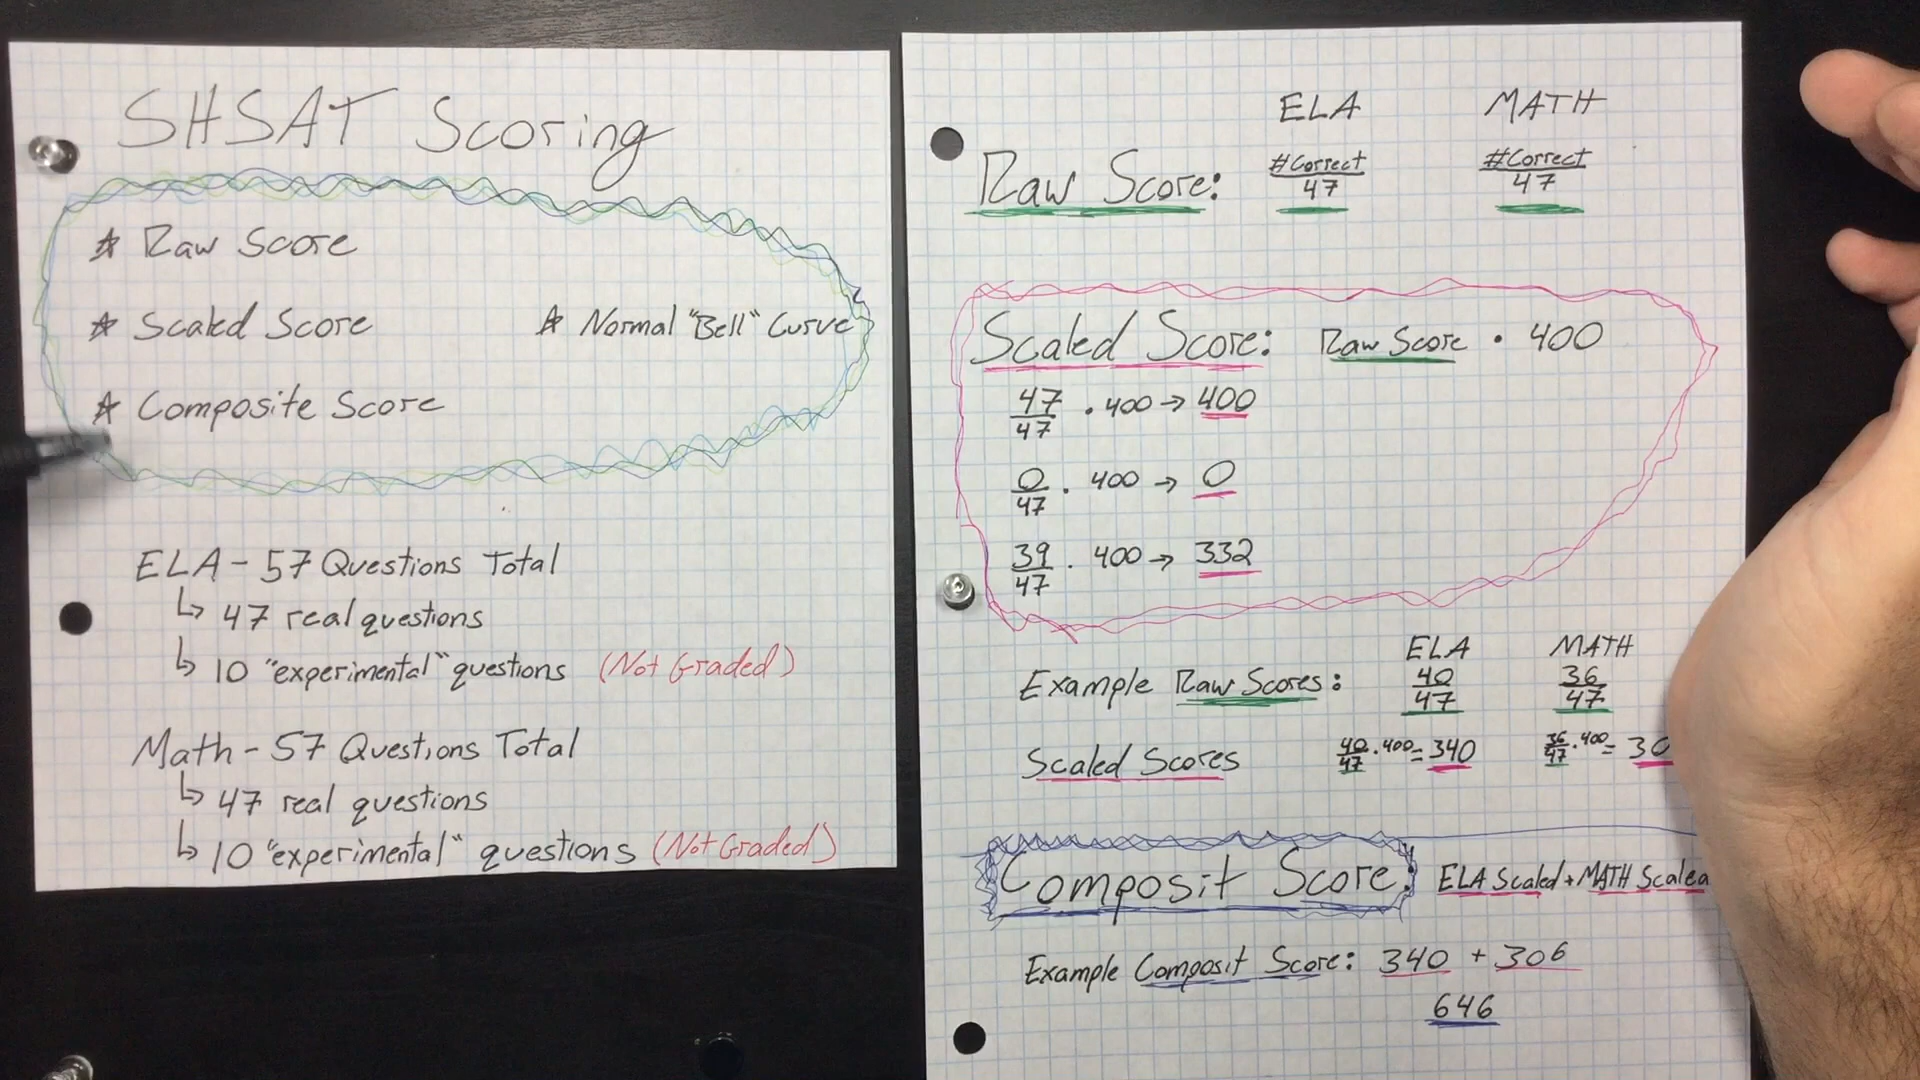 SHSAT Scoring
Raw Score
Scaled Score
Normal "Bell" Curve
Composite Score
ELA - 57 Questions Total
↳ 47 real questions
↳ 10 "experimental" questions (Not Graded)
Math - 57 Questions Total
↳ 47 real questions
↳ 10 "experimental" questions (Not Graded)
ELA MATH
Raw Score: #Correct/47 #Correct/47
Scaled Score: Raw Score • 400
47/47 • 400 → 400
0/47 • 400 → 0
39/47 • 400 → 332
ELA MATH
Example Raw Scores: 40/47 36/47
Scaled Scores 40/47 • 400 = 340 36/47 • 400 = 30
Composit Score: ELA Scaled + MATH Scaled
Example Composit Score: 340 + 306
646